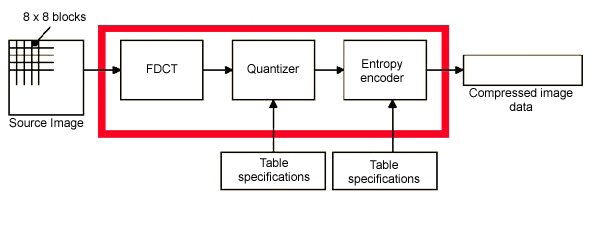 8 x 8 blocks
FDCT
Quantizer
Entropy
encoder
Source Image
Compressed image
data
Table
specifications
Table
specifications